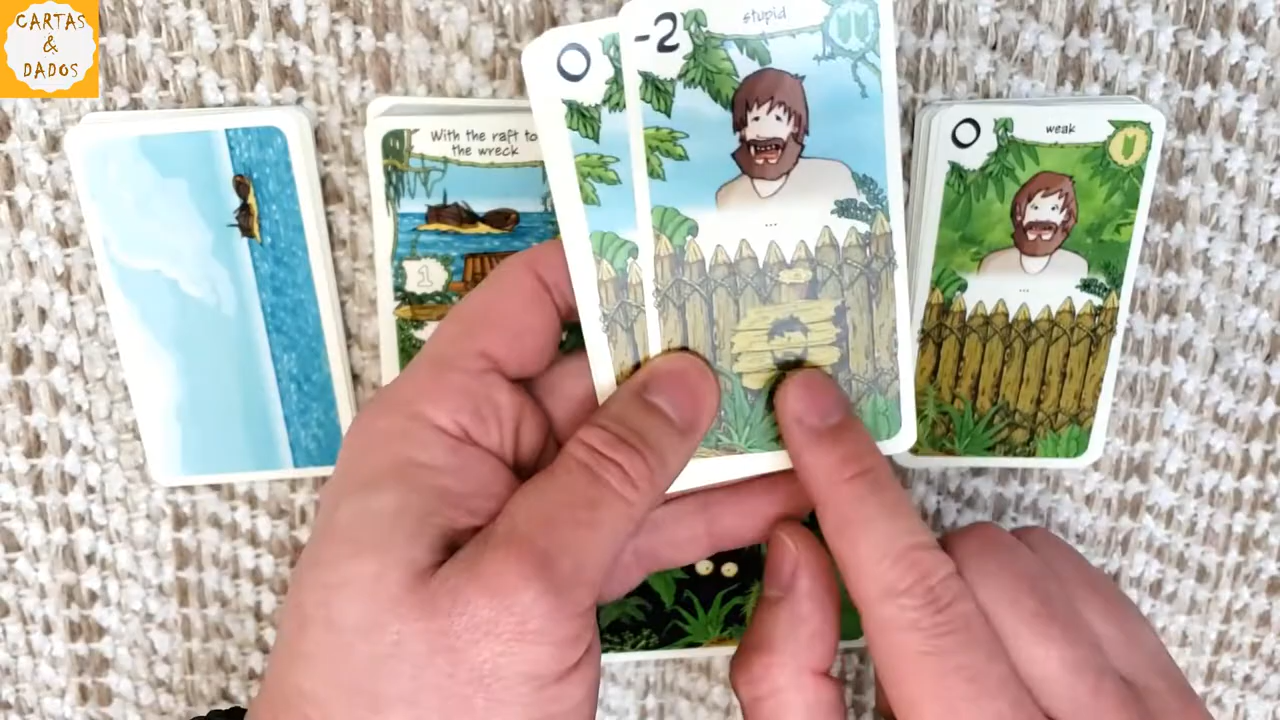 CARTAS
&
DADOS
With the raft to
the wreck
1
0
-2
stupid
...
0
weak
...